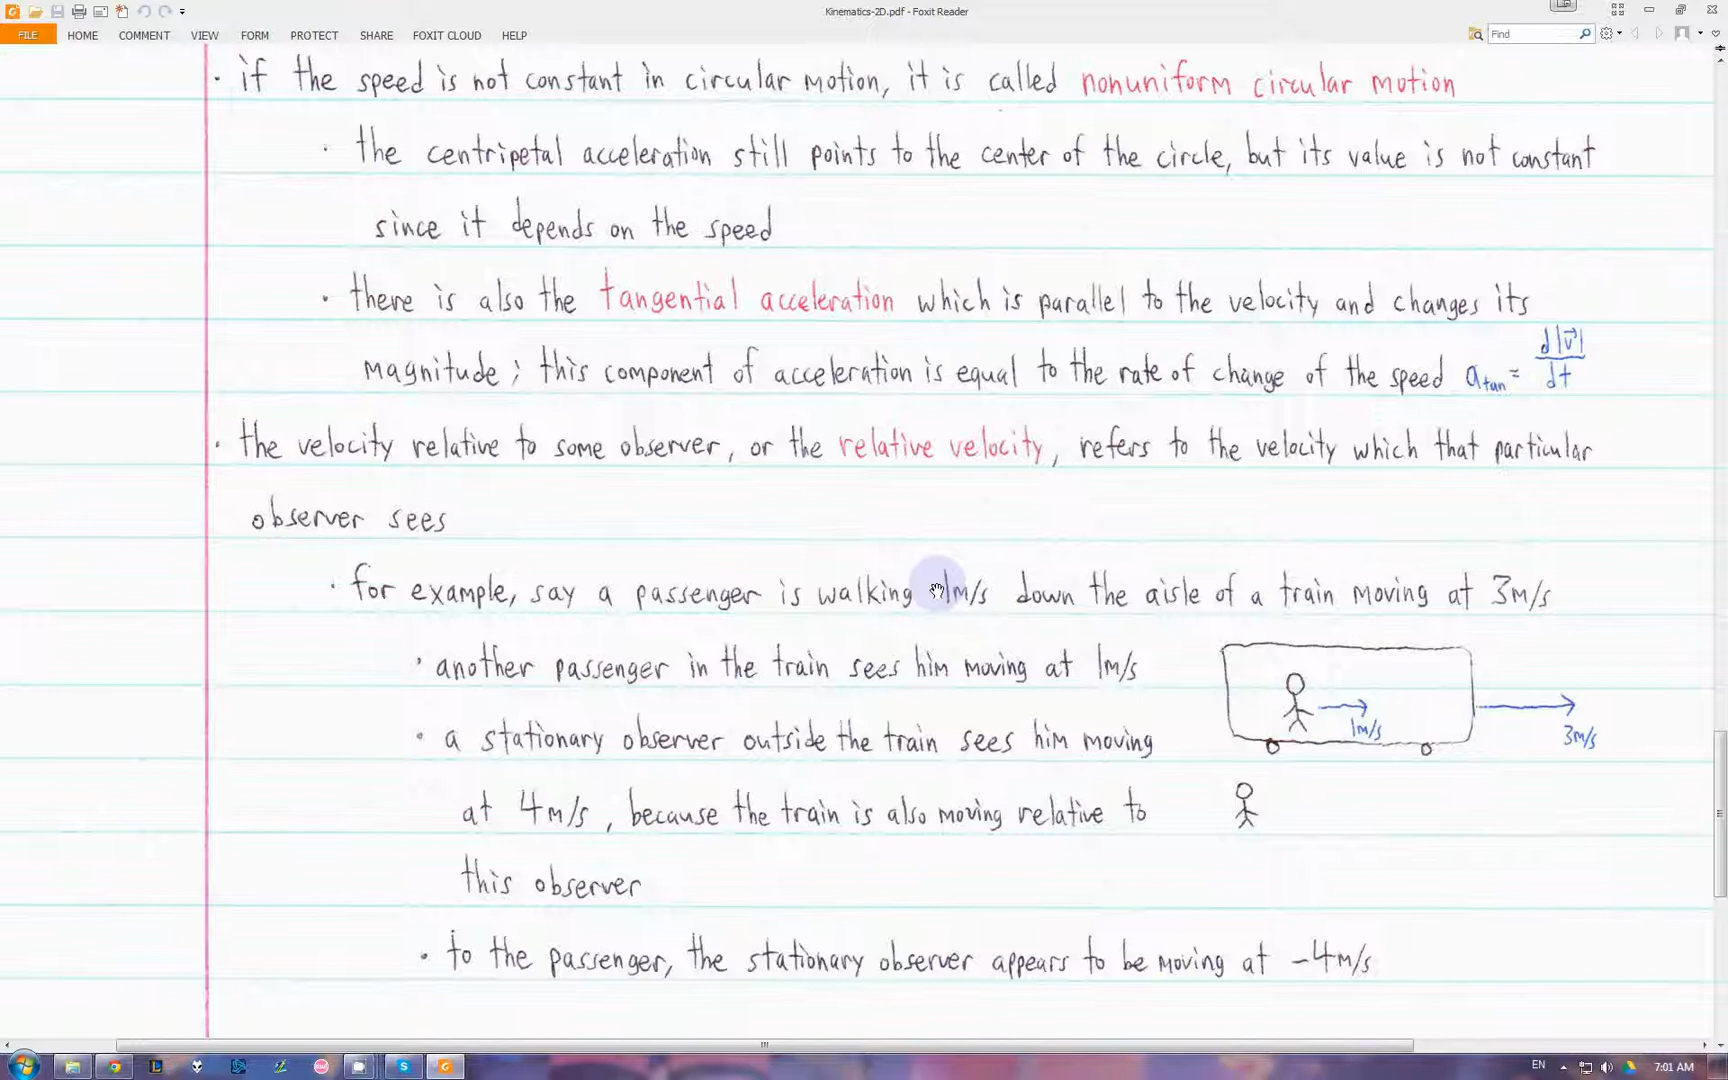 Kinematics-2D.pdf - Foxit Reader
FILE HOME COMMENT VIEW FORM PROTECT SHARE FOXIT CLOUD HELP Find
· if the speed is not constant in circular motion, it is called nonuniform circular motion
· the centripetal acceleration still points to the center of the circle, but its value is not constant
since it depends on the speed
· there is also the tangential acceleration which is parallel to the velocity and changes its
magnitude; this component of acceleration is equal to the rate of change of the speed a_tan = d|v⃗|/dt
· the velocity relative to some observer, or the relative velocity, refers to the velocity which that particular
observer sees
· for example, say a passenger is walking 1m/s down the aisle of a train moving at 3m/s
· another passenger in the train sees him moving at 1m/s
· a stationary observer outside the train sees him moving
1m/s
3m/s
at 4m/s, because the train is also moving relative to
this observer
· to the passenger, the stationary observer appears to be moving at -4m/s
EN 7:01 AM